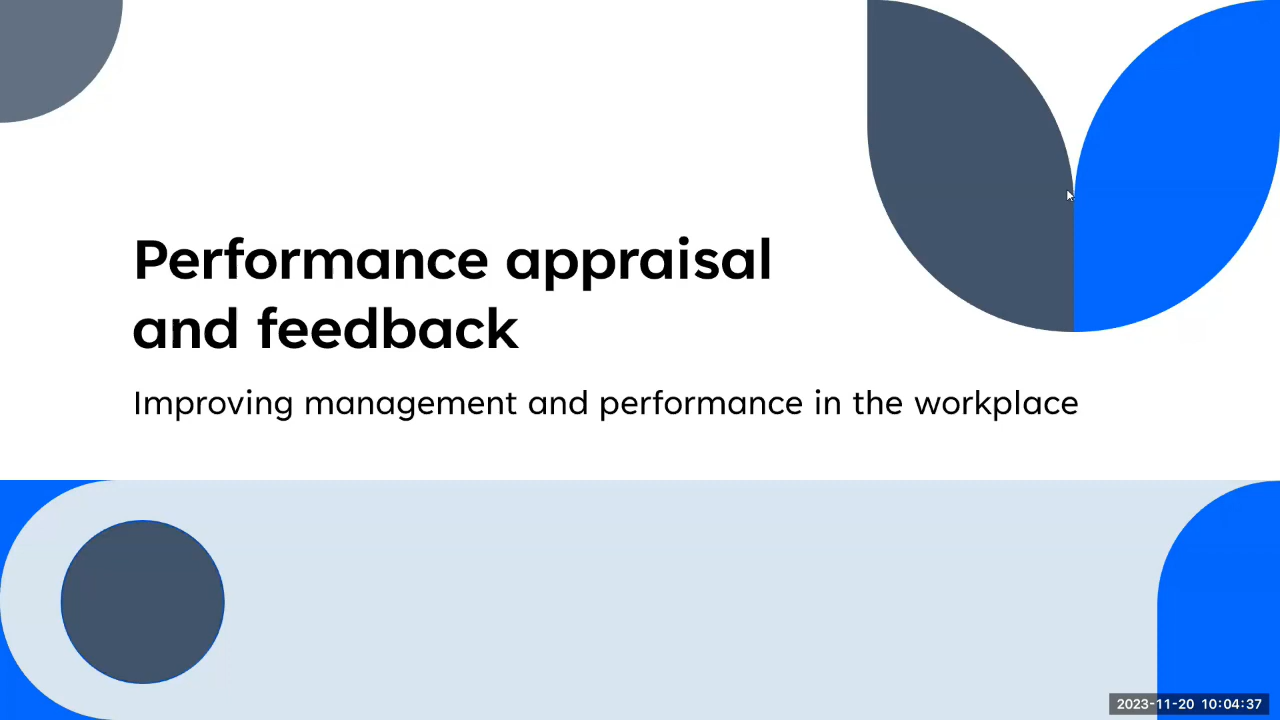 Performance appraisal
and feedback
Improving management and performance in the workplace
2023-11-20 10:04:37